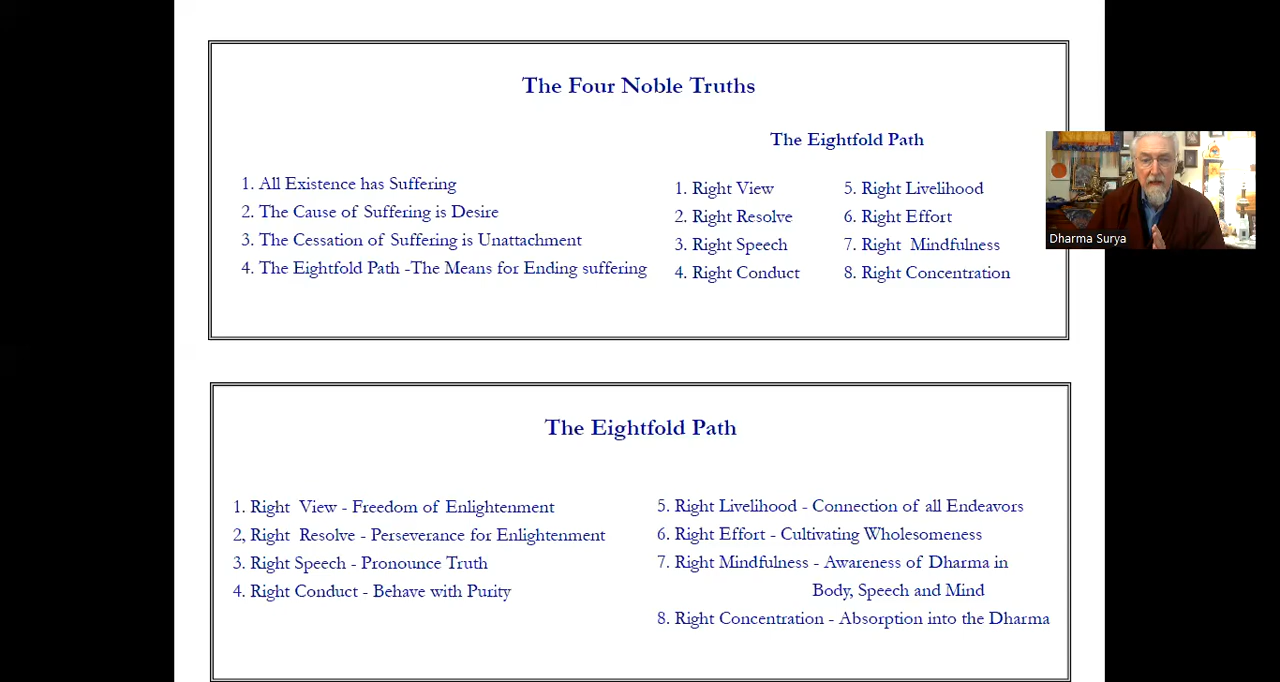 The Four Noble Truths
The Eightfold Path
1. All Existence has Suffering
2. The Cause of Suffering is Desire
3. The Cessation of Suffering is Unattachment
4. The Eightfold Path -The Means for Ending suffering
1. Right View
2. Right Resolve
3. Right Speech
4. Right Conduct
5. Right Livelihood
6. Right Effort
7. Right  Mindfulness
8. Right Concentration
Dharma Surya
The Eightfold Path
1. Right  View - Freedom of Enlightenment
2, Right  Resolve - Perseverance for Enlightenment
3. Right Speech - Pronounce Truth
4. Right Conduct - Behave with Purity
5. Right Livelihood - Connection of all Endeavors
6. Right Effort - Cultivating Wholesomeness
7. Right Mindfulness - Awareness of Dharma in
Body, Speech and Mind
8. Right Concentration - Absorption into the Dharma